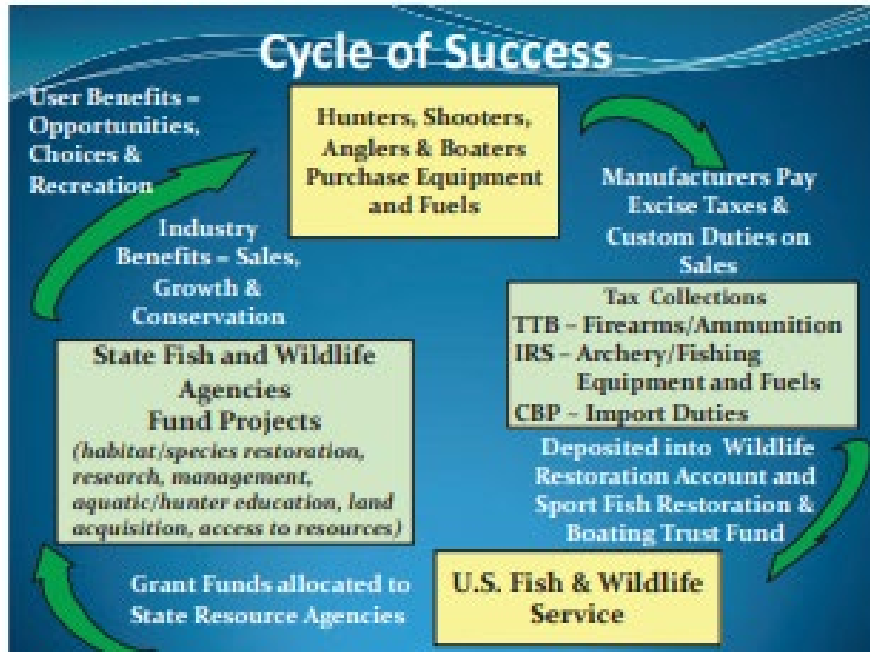 Cycle of Success
User Benefits –
Opportunities,
Choices &
Recreation
Hunters, Shooters,
Anglers & Boaters
Purchase Equipment
and Fuels
Manufacturers Pay
Excise Taxes &
Custom Duties on
Sales
Industry
Benefits – Sales,
Growth &
Conservation
Tax Collections
TTB – Firearms/Ammunition
IRS – Archery/Fishing
Equipment and Fuels
CBP – Import Duties
State Fish and Wildlife
Agencies
Fund Projects
(habitat/species restoration,
research, management,
aquatic/hunter education, land
acquisition, access to resources)
Deposited into Wildlife
Restoration Account and
Sport Fish Restoration &
Boating Trust Fund
Grant Funds allocated to
State Resource Agencies
U.S. Fish & Wildlife
Service